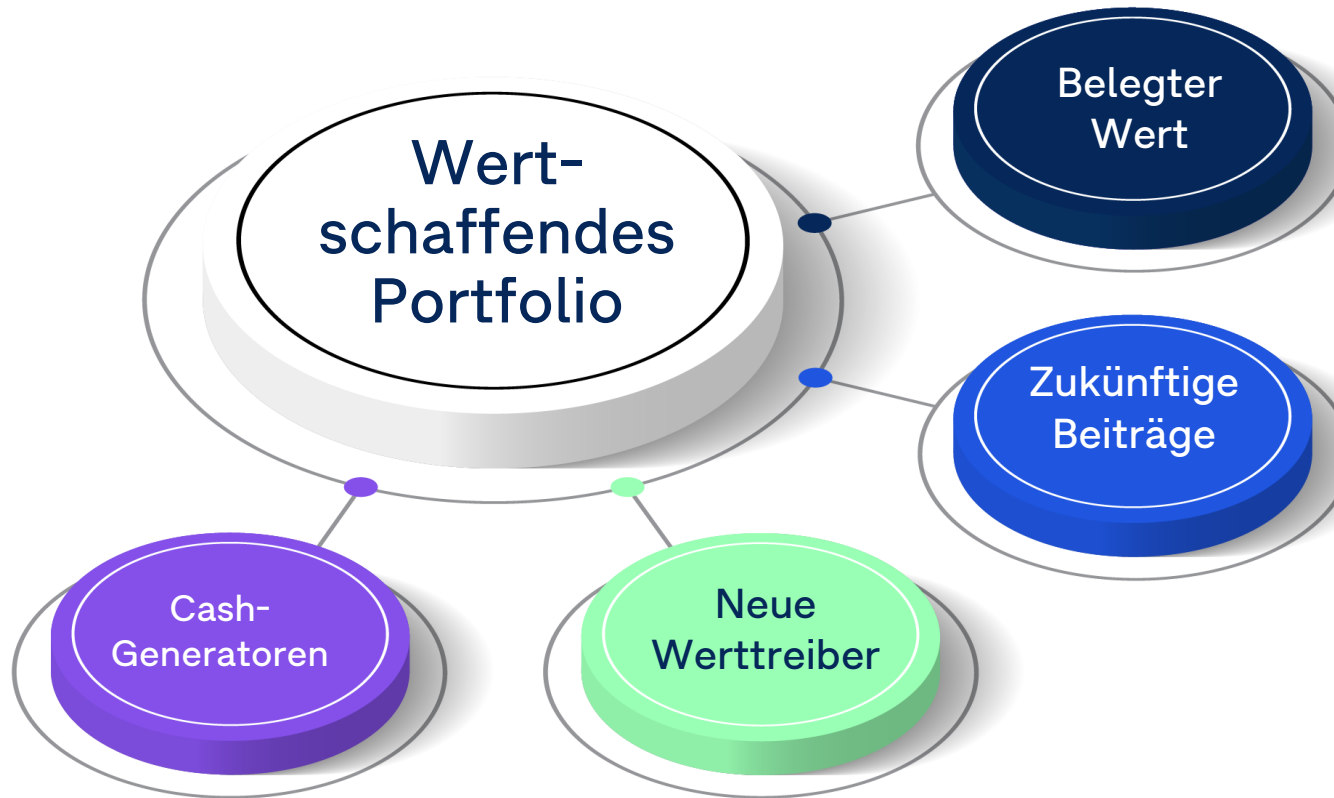 Wert-
schaffendes
Portfolio
Belegter
Wert
Zukünftige
Beiträge
Cash-
Generatoren
Neue
Werttreiber